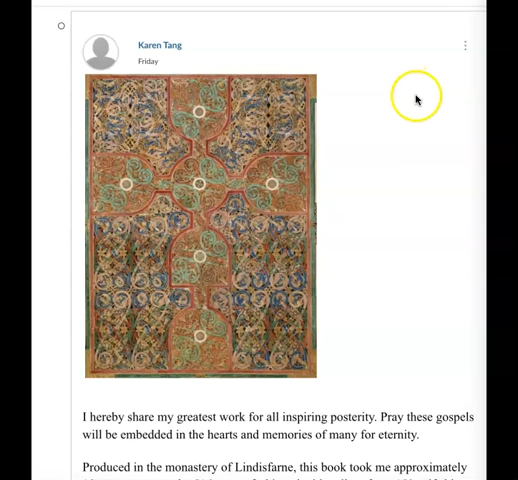 Karen Tang
Friday
I hereby share my greatest work for all inspiring posterity. Pray these gospels
will be embedded in the hearts and memories of many for eternity.
Produced in the monastery of Lindisfarne, this book took me approximately